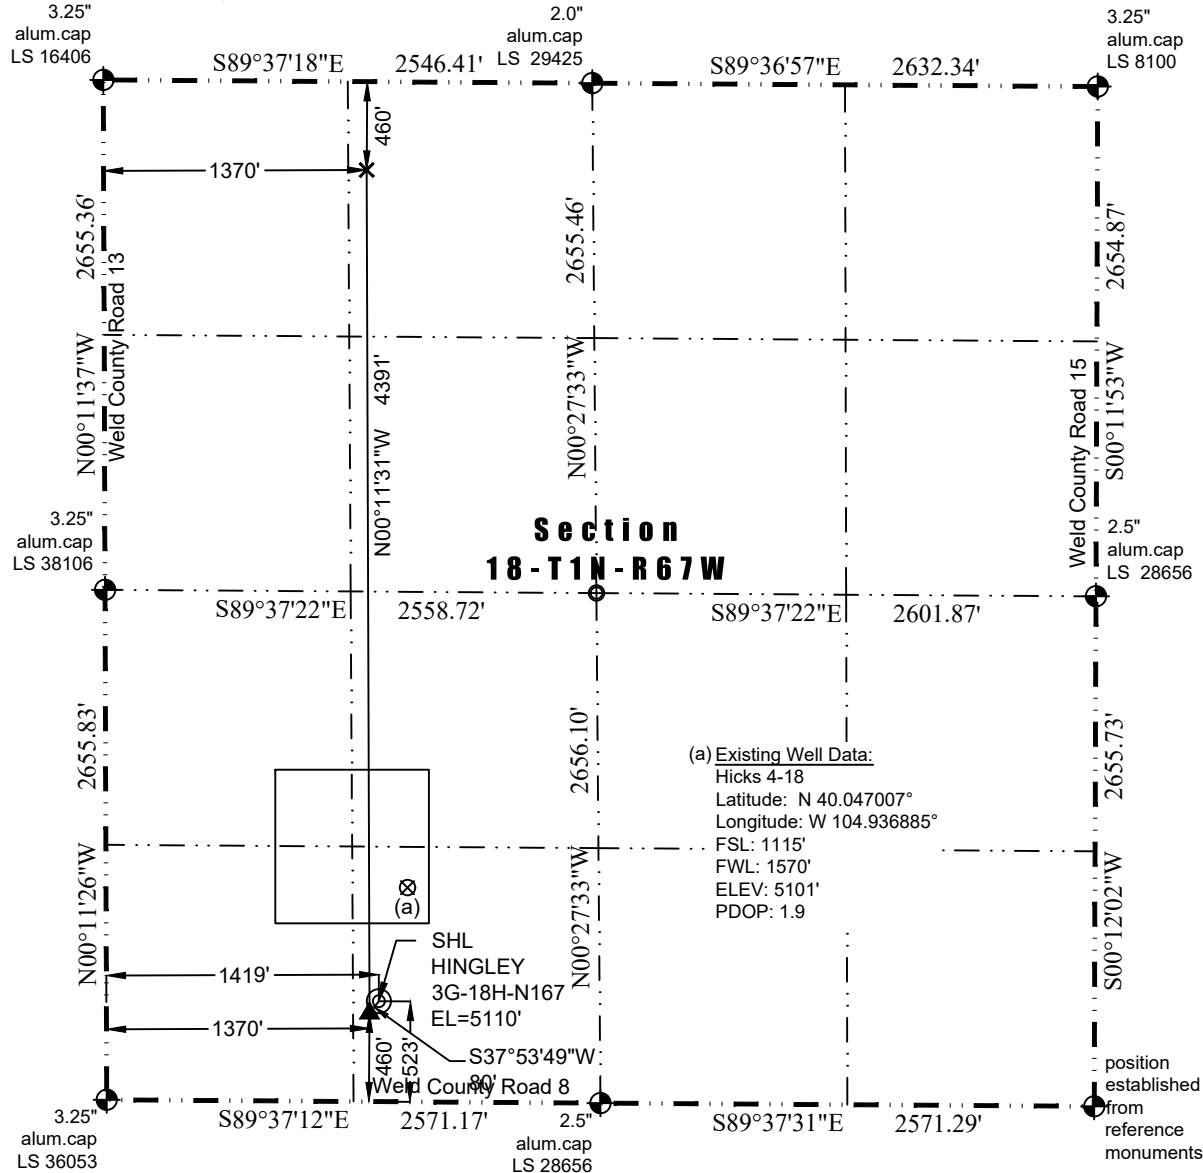 3.25"
alum.cap
LS 16406
2.0"
alum.cap
LS 29425
3.25"
alum.cap
LS 8100
S89°37'18"E 2546.41'
S89°36'57"E 2632.34'
460'
1370'
2655.36'
Weld County Road 13
N00°11'37"W
2655.46'
N00°27'33"W
2654.87'
S00°11'53"W
Weld County Road 15
4391'
N00°11'31"W
Section
18-T1N-R67W
3.25"
alum.cap
LS 38106
2.5"
alum.cap
LS 28656
S89°37'22"E 2558.72'
S89°37'22"E 2601.87'
2655.83'
N00°11'26"W
2656.10'
N00°27'33"W
2655.73'
S00°12'02"W
(a) Existing Well Data:
Hicks 4-18
Latitude: N 40.047007°
Longitude: W 104.936885°
FSL: 1115'
FWL: 1570'
ELEV: 5101'
PDOP: 1.9
(a)
SHL
HINGLEY
3G-18H-N167
EL=5110'
1419'
1370'
460'
523'
S37°53'49"W
80'
Weld County Road 8
S89°37'12"E 2571.17'
S89°37'31"E 2571.29'
3.25"
alum.cap
LS 36053
2.5"
alum.cap
LS 28656
position
established
from
reference
monuments